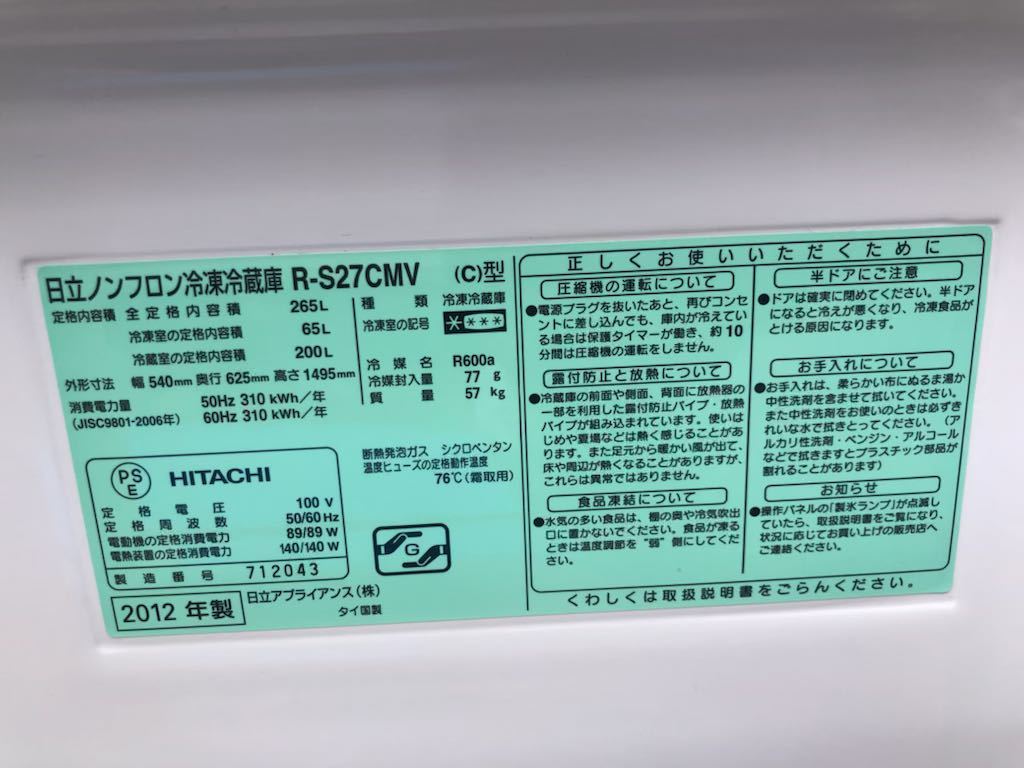 日立ノンフロン冷凍冷蔵庫 R-S27CMV (C)型
定格内容積 全定格内容積 265L
冷凍室の定格内容積 65L
冷蔵室の定格内容積 200L
外形寸法 幅 540mm 奥行 625mm 高さ 1495mm
消費電力量 50Hz 310 kWh/年
(JISC9801-2006年) 60Hz 310 kWh/年
種類 冷凍冷蔵庫
冷凍室の記号
冷媒名 R600a
冷媒封入量 77 g
質量 57 kg
断熱発泡ガス シクロペンタン
温度ヒューズの定格動作温度
76℃(霜取用)
PS
E
HITACHI
定格電圧 100 V
定格周波数 50/60 Hz
電動機の定格消費電力 89/89 W
電熱装置の定格消費電力 140/140 W
製造番号 712043
G
2012 年製
日立アプライアンス(株)
タイ国製
正しくお使いいただくために
圧縮機の運転について
●電源プラグを抜いたあと、再びコンセ
ントに差し込んでも、庫内が冷えてい
る場合は保護タイマーが働き、約10
分間は圧縮機の運転をしません。
露付防止と放熱について
●冷蔵庫の前面や側面、背面に放熱器の
一部を利用した露付防止パイプ・放熱
パイプが組み込まれています。使いは
じめや夏場などは熱く感じることがあり
ます。また足元から暖かい風が出て、
床や周辺が熱くなることがありますが、
これらは異常ではありません。
食品凍結について
●水気の多い食品は、棚の奥や冷気吹出
口に置かないでください。食品が凍る
ときは温度調節を"弱"側にしてくだ
さい。
半ドアにご注意
●ドアは確実に閉めてください。半ドア
になると冷えが悪くなり、冷凍食品が
とける原因になります。
お手入れについて
●お手入れは、柔らかい布にぬるま湯か
中性洗剤を含ませて拭いてください。
また中性洗剤をお使いのときは必ずき
れいな水で拭きとってください。(ア
ルカリ性洗剤・ベンジン・アルコール
などで拭きますとプラスチック部品が
割れることがあります)
お知らせ
●操作パネルの「製氷ランプ」が点滅し
ていたら、取扱説明書をご覧になり、
状況に応じてお買い上げの販売店へ
ご連絡ください。
くわしくは取扱説明書をごらんください。